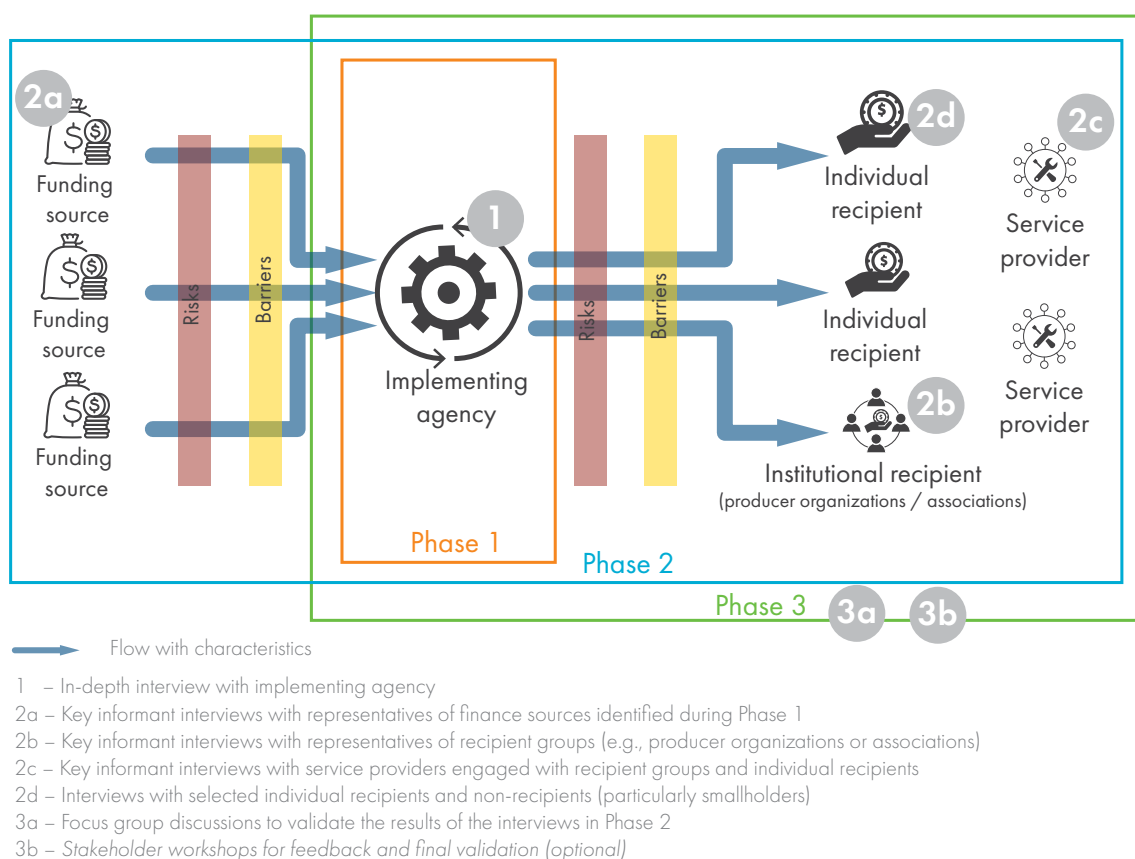 2a
$
$
Funding
source
$
$
Funding
source
$
$
Funding
source
Risks
Barriers
1
Implementing
agency
Risks
Barriers
$
2d
Individual
recipient
$
Individual
recipient
$
2b
Institutional recipient
(producer organizations / associations)
2c
Service
provider
Service
provider
Phase 1
Phase 2
Phase 3
3a
3b
Flow with characteristics
1 – In-depth interview with implementing agency
2a – Key informant interviews with representatives of finance sources identified during Phase 1
2b – Key informant interviews with representatives of recipient groups (e.g., producer organizations or associations)
2c – Key informant interviews with service providers engaged with recipient groups and individual recipients
2d – Interviews with selected individual recipients and non-recipients (particularly smallholders)
3a – Focus group discussions to validate the results of the interviews in Phase 2
3b – Stakeholder workshops for feedback and final validation (optional)